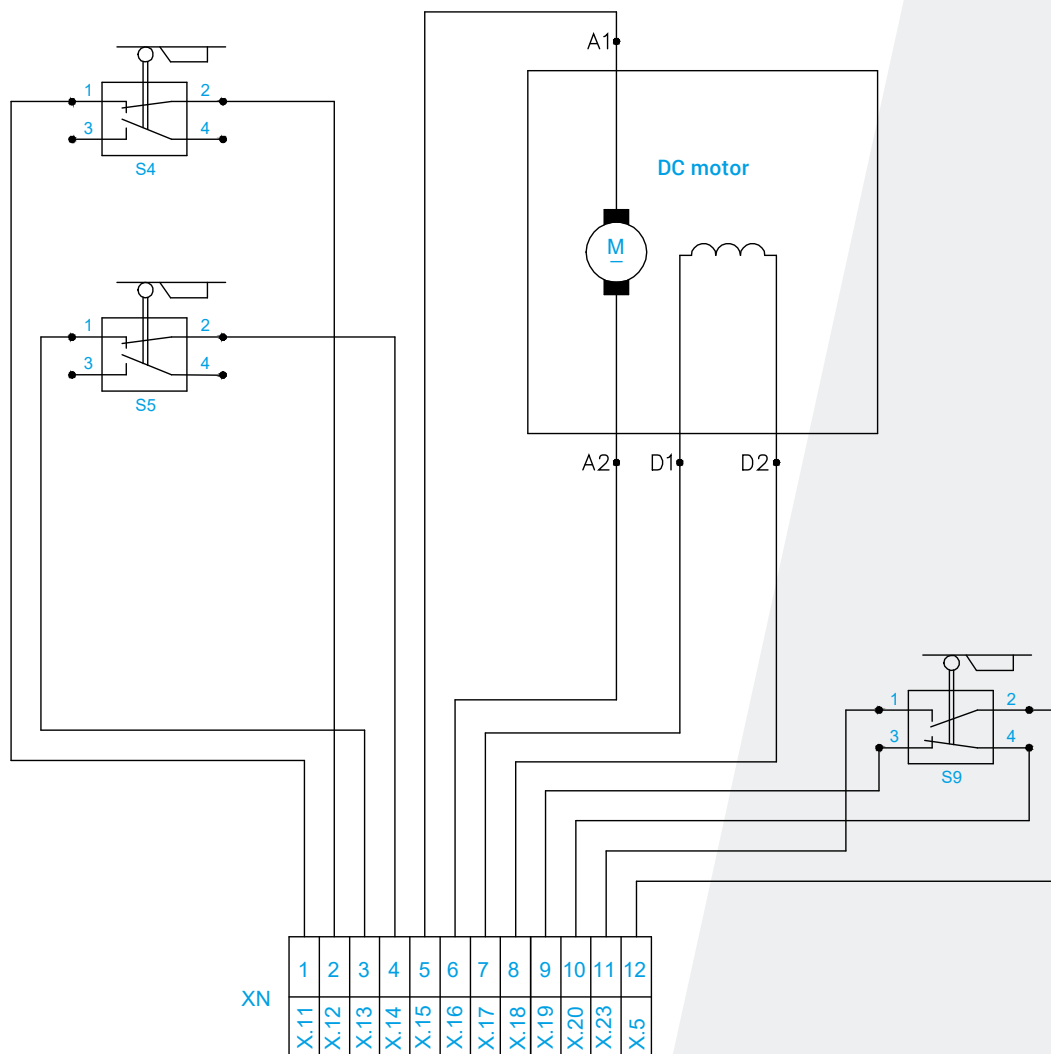 A1
1 2
3 4
S4
DC motor
M
1 2
3 4
S5
A2 D1 D2
1 2
3 4
S9
XN
1 2 3 4 5 6 7 8 9 10 11 12
X.11 X.12 X.13 X.14 X.15 X.16 X.17 X.18 X.19 X.20 X.23 X.5